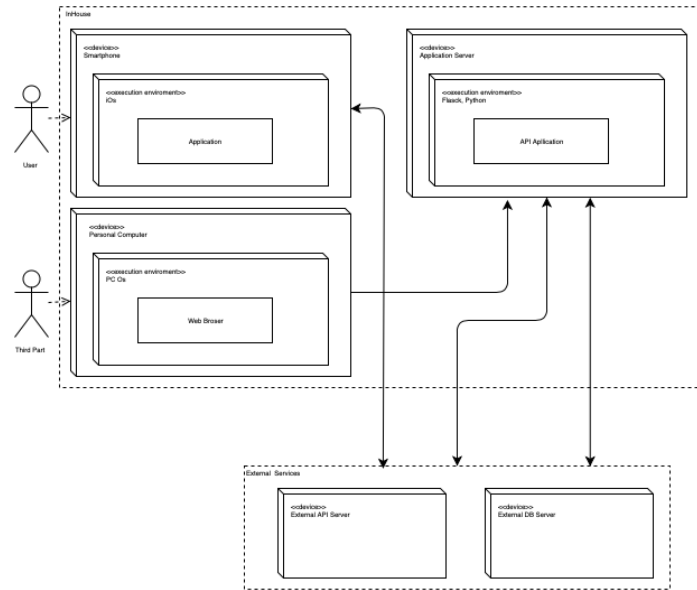 InHouse
<<device>>
Smartphone
<<execution enviroment>>
iOs
Application
<<device>>
Application Server
<<execution enviroment>>
Flasck, Python
API Apllication
User
<<device>>
Personal Computer
<<execution enviroment>>
PC Os
Web Broser
Third Part
External Services
<<device>>
External API Server
<<device>>
External DB Server